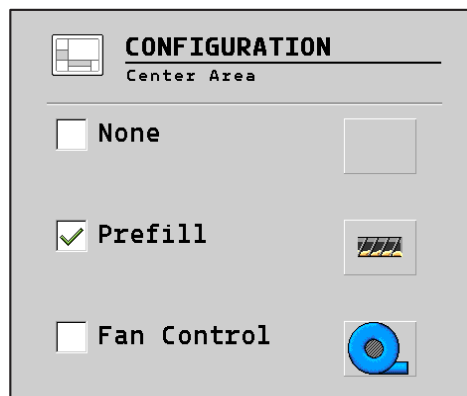 CONFIGURATION
Center Area
None
Prefill
Fan Control